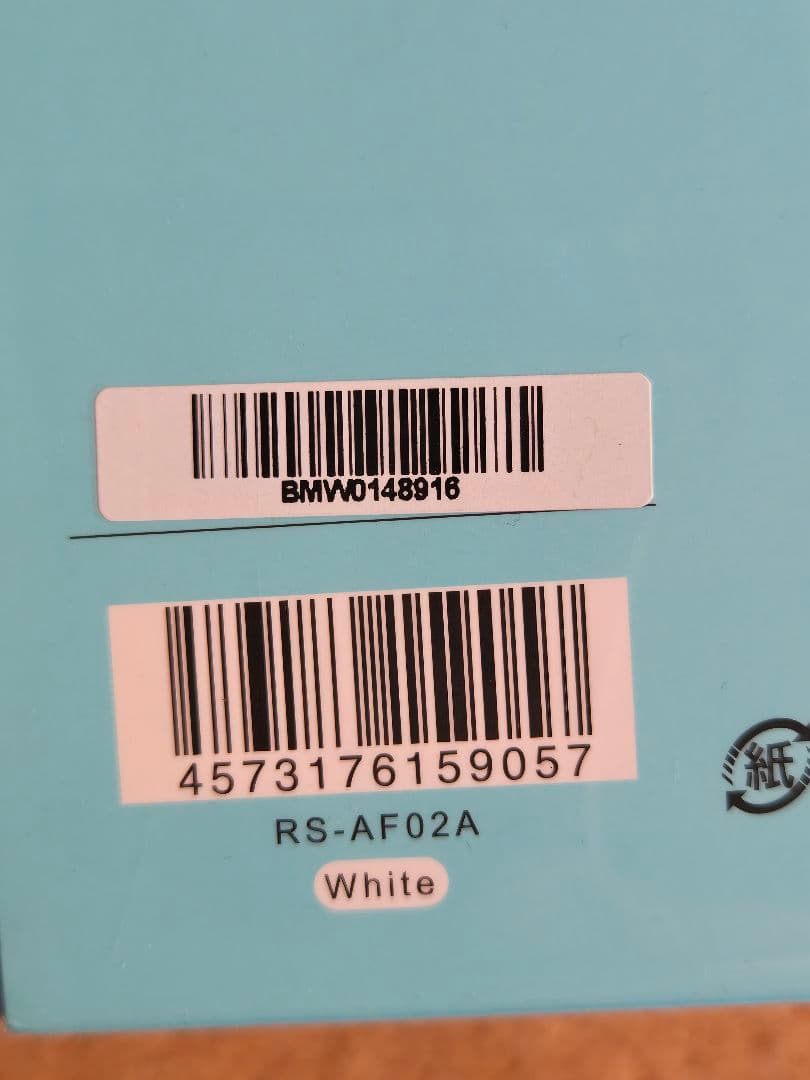 BMW0148916
4573176159057
RS-AF02A
White
紙